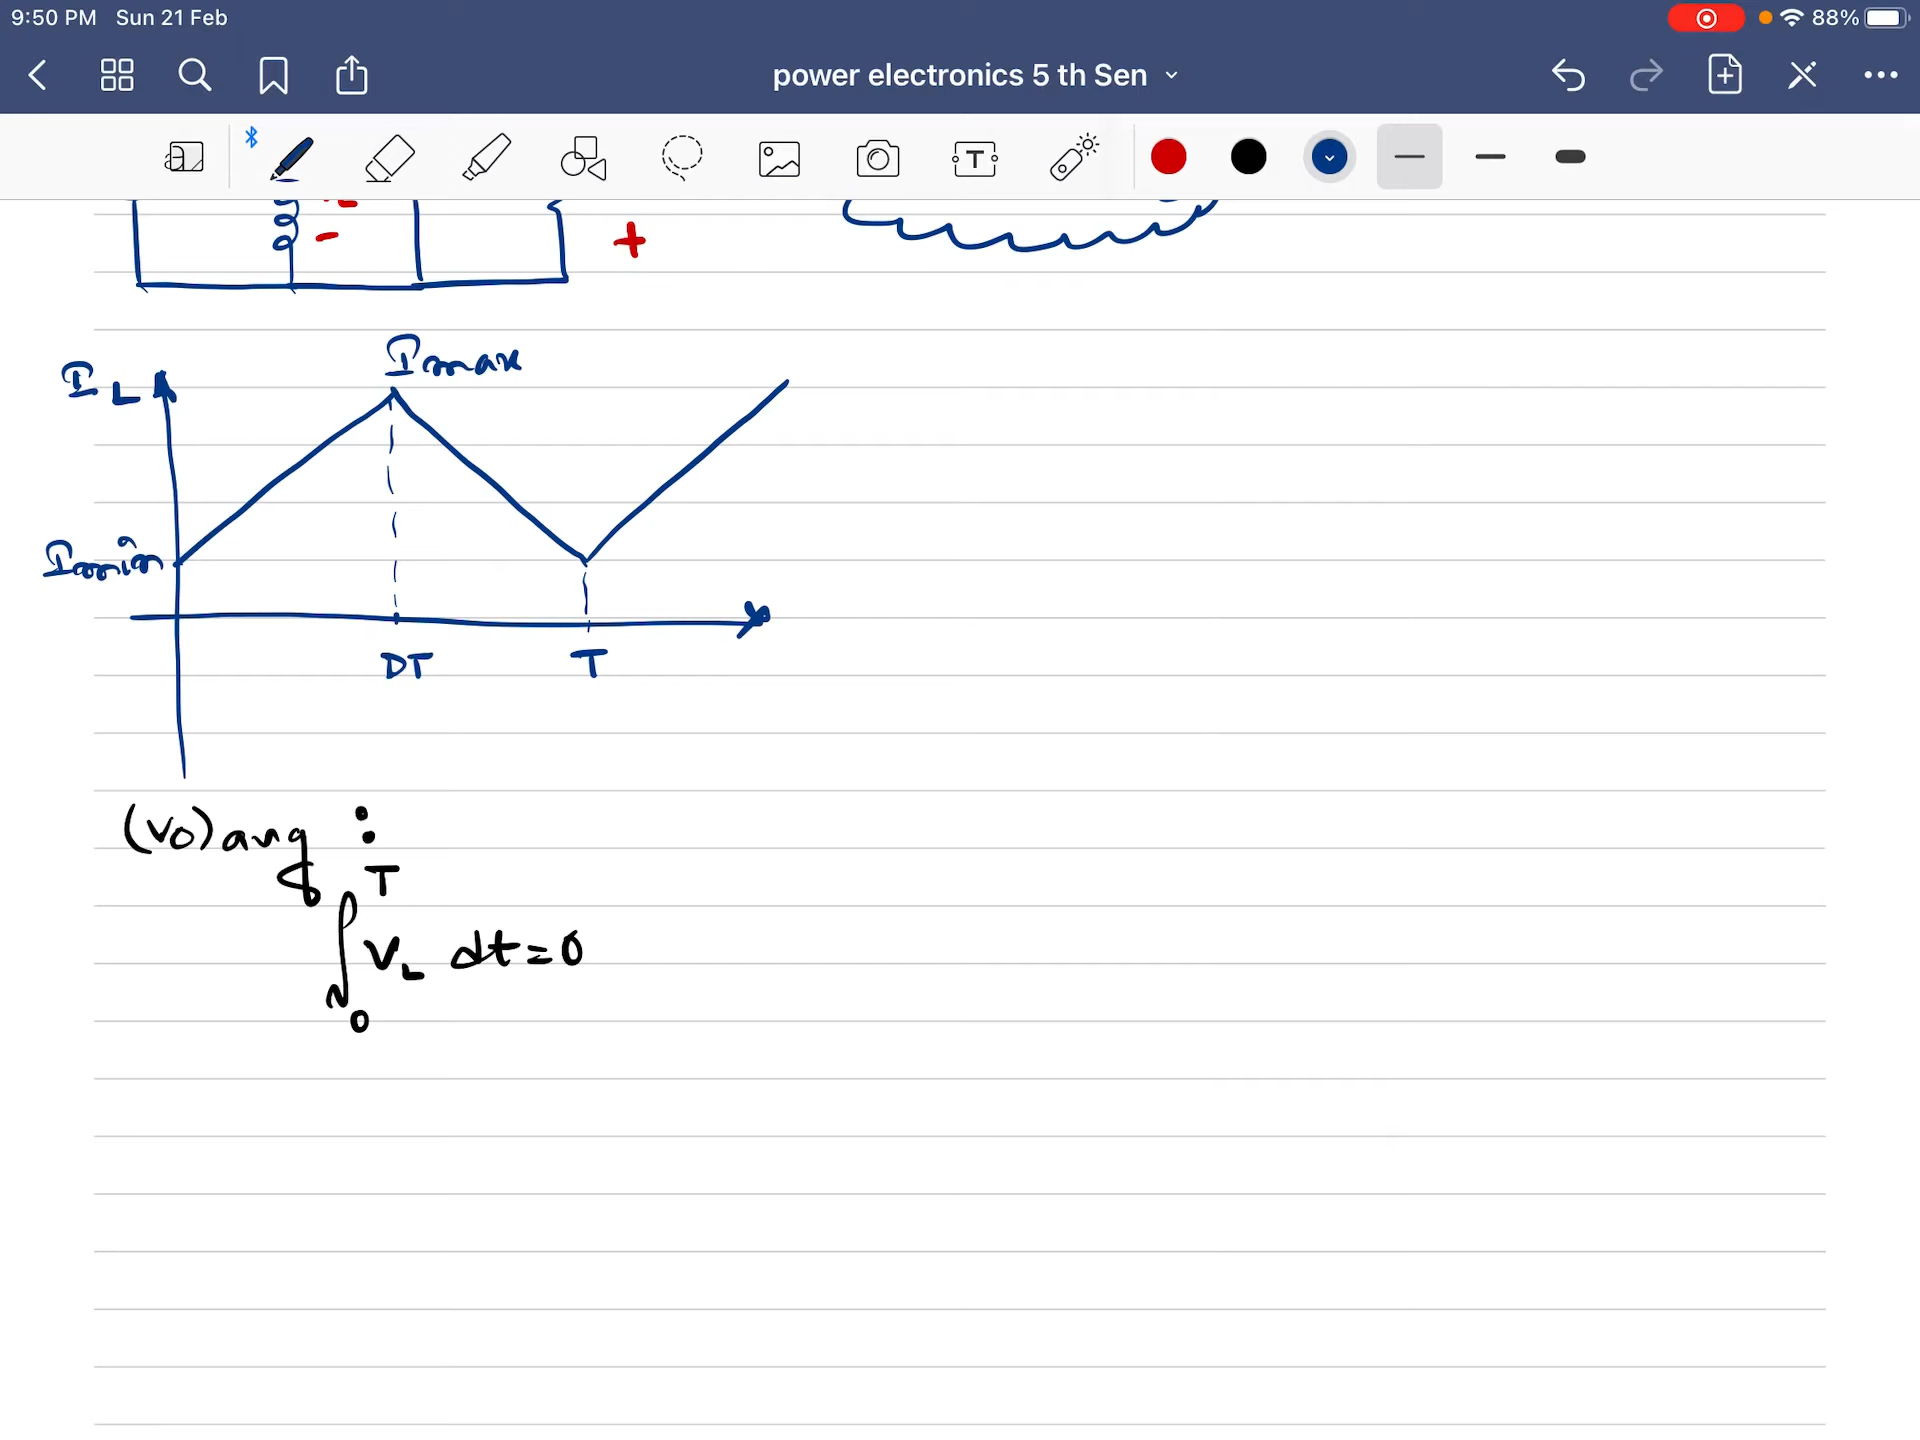 9:50 PM Sun 21 Feb
88%
power electronics 5 th Sen
T
-
+
Imax
IL
Imin
DT T
(vo) avg :
T
∫ VL dt = 0
0